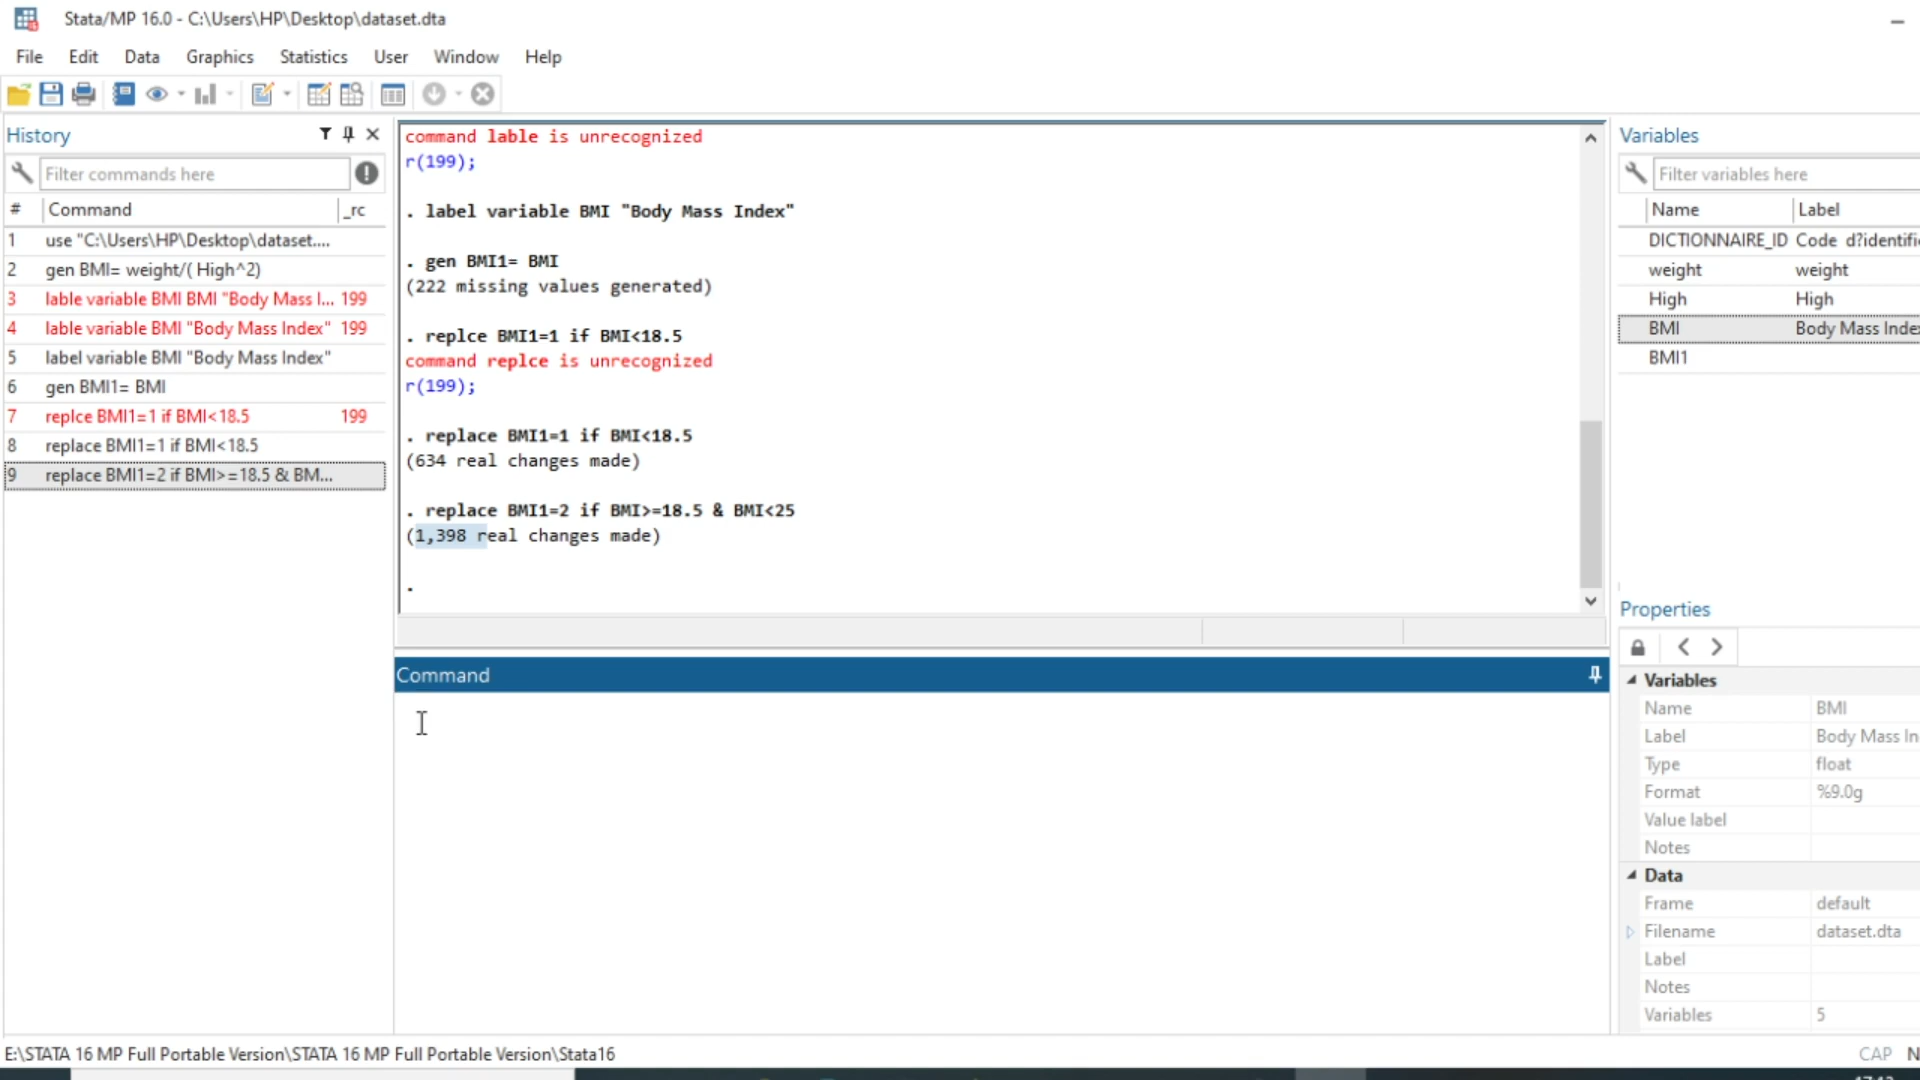 Stata/MP 16.0 - C:\Users\HP\Desktop\dataset.dta
File Edit Data Graphics Statistics User Window Help
History
Filter commands here
# Command _rc
1 use "C:\Users\HP\Desktop\dataset....
2 gen BMI= weight/( High^2)
3 lable variable BMI BMI "Body Mass I... 199
4 lable variable BMI "Body Mass Index" 199
5 label variable BMI "Body Mass Index"
6 gen BMI1= BMI
7 replce BMI1=1 if BMI<18.5 199
8 replace BMI1=1 if BMI<18.5
9 replace BMI1=2 if BMI>=18.5 & BM...
command lable is unrecognized
r(199);
. label variable BMI "Body Mass Index"
. gen BMI1= BMI
(222 missing values generated)
. replce BMI1=1 if BMI<18.5
command replce is unrecognized
r(199);
. replace BMI1=1 if BMI<18.5
(634 real changes made)
. replace BMI1=2 if BMI>=18.5 & BMI<25
(1,398 real changes made)
.
Command
Variables
Filter variables here
Name Label
DICTIONNAIRE_ID Code d?identifi
weight weight
High High
BMI Body Mass Index
BMI1
Properties
Variables
Name BMI
Label Body Mass In
Type float
Format %9.0g
Value label
Notes
Data
Frame default
Filename dataset.dta
Label
Notes
Variables 5
E:\STATA 16 MP Full Portable Version\STATA 16 MP Full Portable Version\Stata16
CAP N